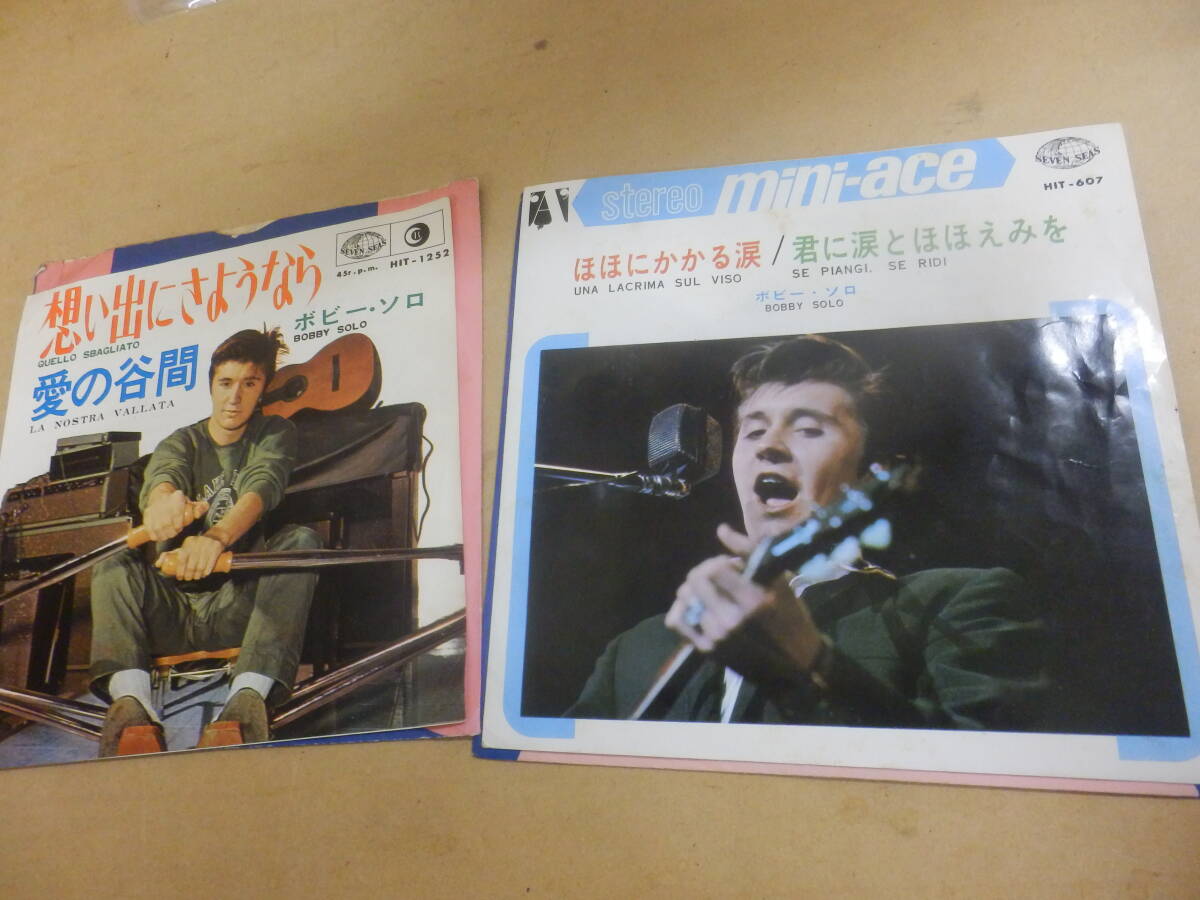 SEVEN SEAS
45r.p.m. HIT-1252
想い出にさようなら
QUELLO SBAGLIATO
ボビー・ソロ
BOBBY SOLO
愛の谷間
LA NOSTRA VALLATA
stereo mini-ace
SEVEN SEAS
HIT-607
ほほにかかる涙/君に涙とほほえみを
UNA LACRIMA SUL VISO SE PIANGI. SE RIDI
ボビー・ソロ
BOBBY SOLO